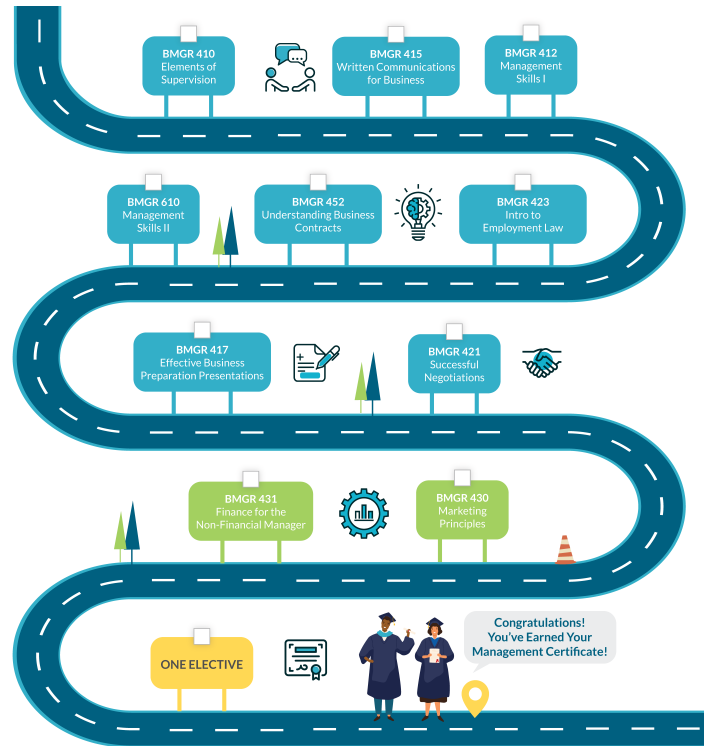 BMGR 410
Elements of
Supervision
BMGR 415
Written Communications
for Business
BMGR 412
Management
Skills I
BMGR 610
Management
Skills II
BMGR 452
Understanding Business
Contracts
BMGR 423
Intro to
Employment Law
BMGR 417
Effective Business
Preparation Presentations
BMGR 421
Successful
Negotiations
BMGR 431
Finance for the
Non-Financial Manager
BMGR 430
Marketing
Principles
ONE ELECTIVE
Congratulations!
You've Earned Your
Management Certificate!